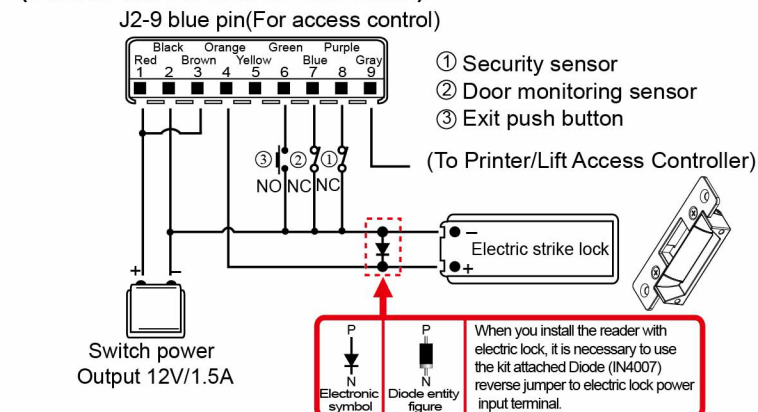 J2-9 blue pin(For access control)
Black Orange Green Purple
Red Brown Yellow Blue Gray
1 2 3 4 5 6 7 8 9
① Security sensor
② Door monitoring sensor
③ Exit push button
(To Printer/Lift Access Controller)
③ ② ①
NO NC NC
− Electric strike lock
+
+ −
Switch power
Output 12V/1.5A
P
N
Electronic
symbol
P
N
Diode entity
figure
When you install the reader with
electric lock, it is necessary to use
the kit attached Diode (IN4007)
reverse jumper to electric lock power
input terminal.